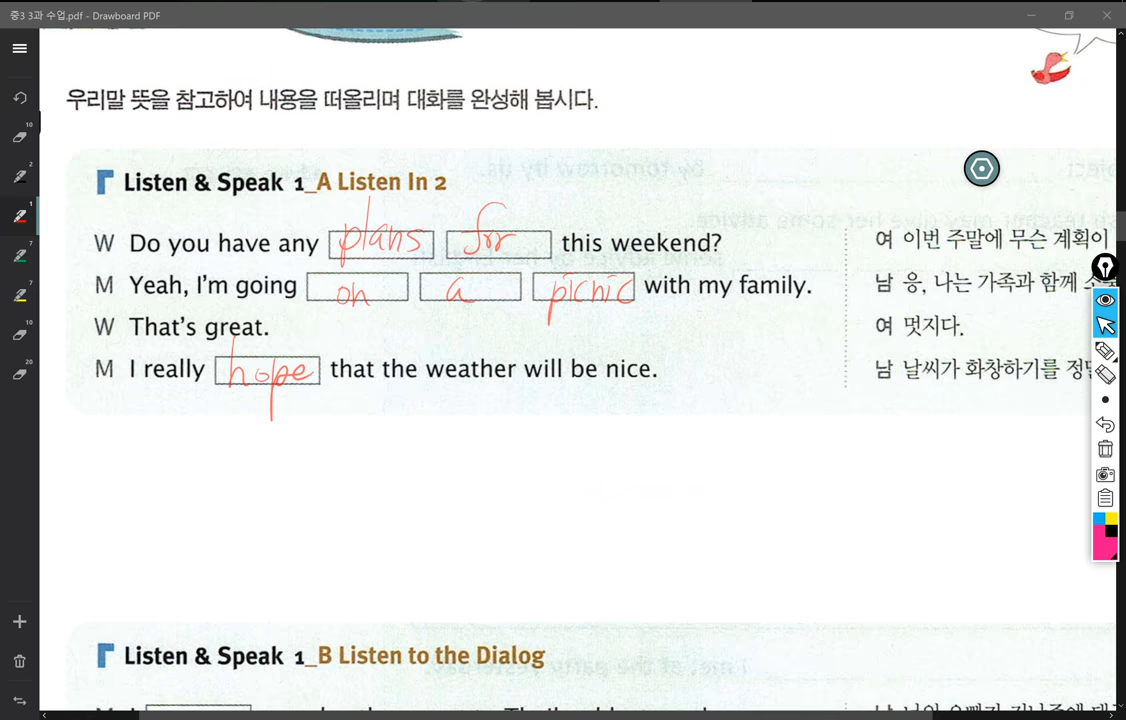 중3 3과 수업.pdf - Drawboard PDF
우리말 뜻을 참고하여 내용을 떠올리며 대화를 완성해 봅시다.
Listen & Speak 1_A Listen In 2
W Do you have any plans for this weekend?
여 이번 주말에 무슨 계획이
M Yeah, I'm going on a picnic with my family.
남 응, 나는 가족과 함께
W That's great.
여 멋지다.
M I really hope that the weather will be nice.
남 날씨가 화창하기를
Listen & Speak 1_B Listen to the Dialog